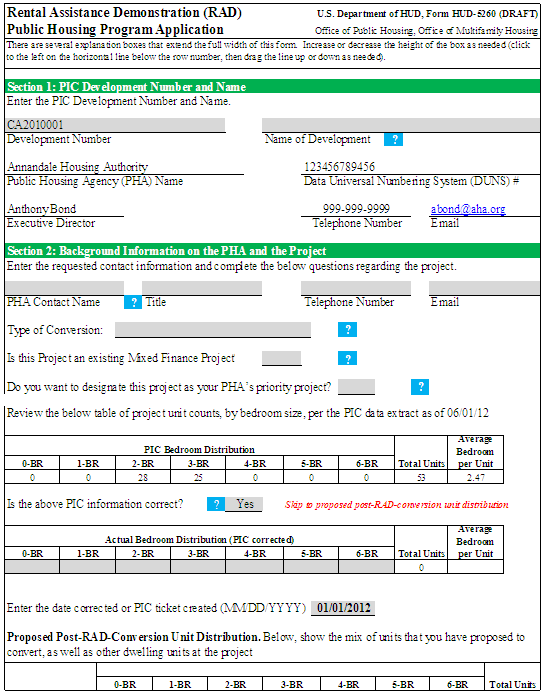 Rental Assistance Demonstration (RAD)
Public Housing Program Application
U.S. Department of HUD, Form HUD-5260 (DRAFT)
Office of Public Housing, Office of Multifamily Housing
There are several explanation boxes that extend the full width of this form. Increase or decrease the height of the box as needed (click
to the left on the horizontal line below the row number, then drag the line up or down as needed).
Section 1: PIC Development Number and Name
Enter the PIC Development Number and Name.
CA2010001
Development Number Name of Development ?
Annandale Housing Authority 123456789456
Public Housing Agency (PHA) Name Data Universal Numbering System (DUNS) #
Anthony Bond 999-999-9999 abond@aha.org
Executive Director Telephone Number Email
Section 2: Background Information on the PHA and the Project
Enter the requested contact information and complete the below questions regarding the project.
PHA Contact Name ? Title Telephone Number Email
Type of Conversion: ?
Is this Project an existing Mixed Finance Project ?
Do you want to designate this project as your PHA's priority project? ?
Review the below table of project unit counts, by bedroom size, per the PIC data extract as of 06/01/12
PIC Bedroom Distribution
Average
Bedroom
per Unit
0-BR 1-BR 2-BR 3-BR 4-BR 5-BR 6-BR Total Units
0 0 28 25 0 0 0 53 2.47
Is the above PIC information correct? ? Yes Skip to proposed post-RAD-conversion unit distribution
Actual Bedroom Distribution (PIC corrected)
Average
Bedroom
per Unit
0-BR 1-BR 2-BR 3-BR 4-BR 5-BR 6-BR Total Units
0
Enter the date corrected or PIC ticket created (MM/DD/YYYY) 01/01/2012
Proposed Post-RAD-Conversion Unit Distribution. Below, show the mix of units that you have proposed to
convert, as well as other dwelling units at the project
0-BR 1-BR 2-BR 3-BR 4-BR 5-BR 6-BR Total Units